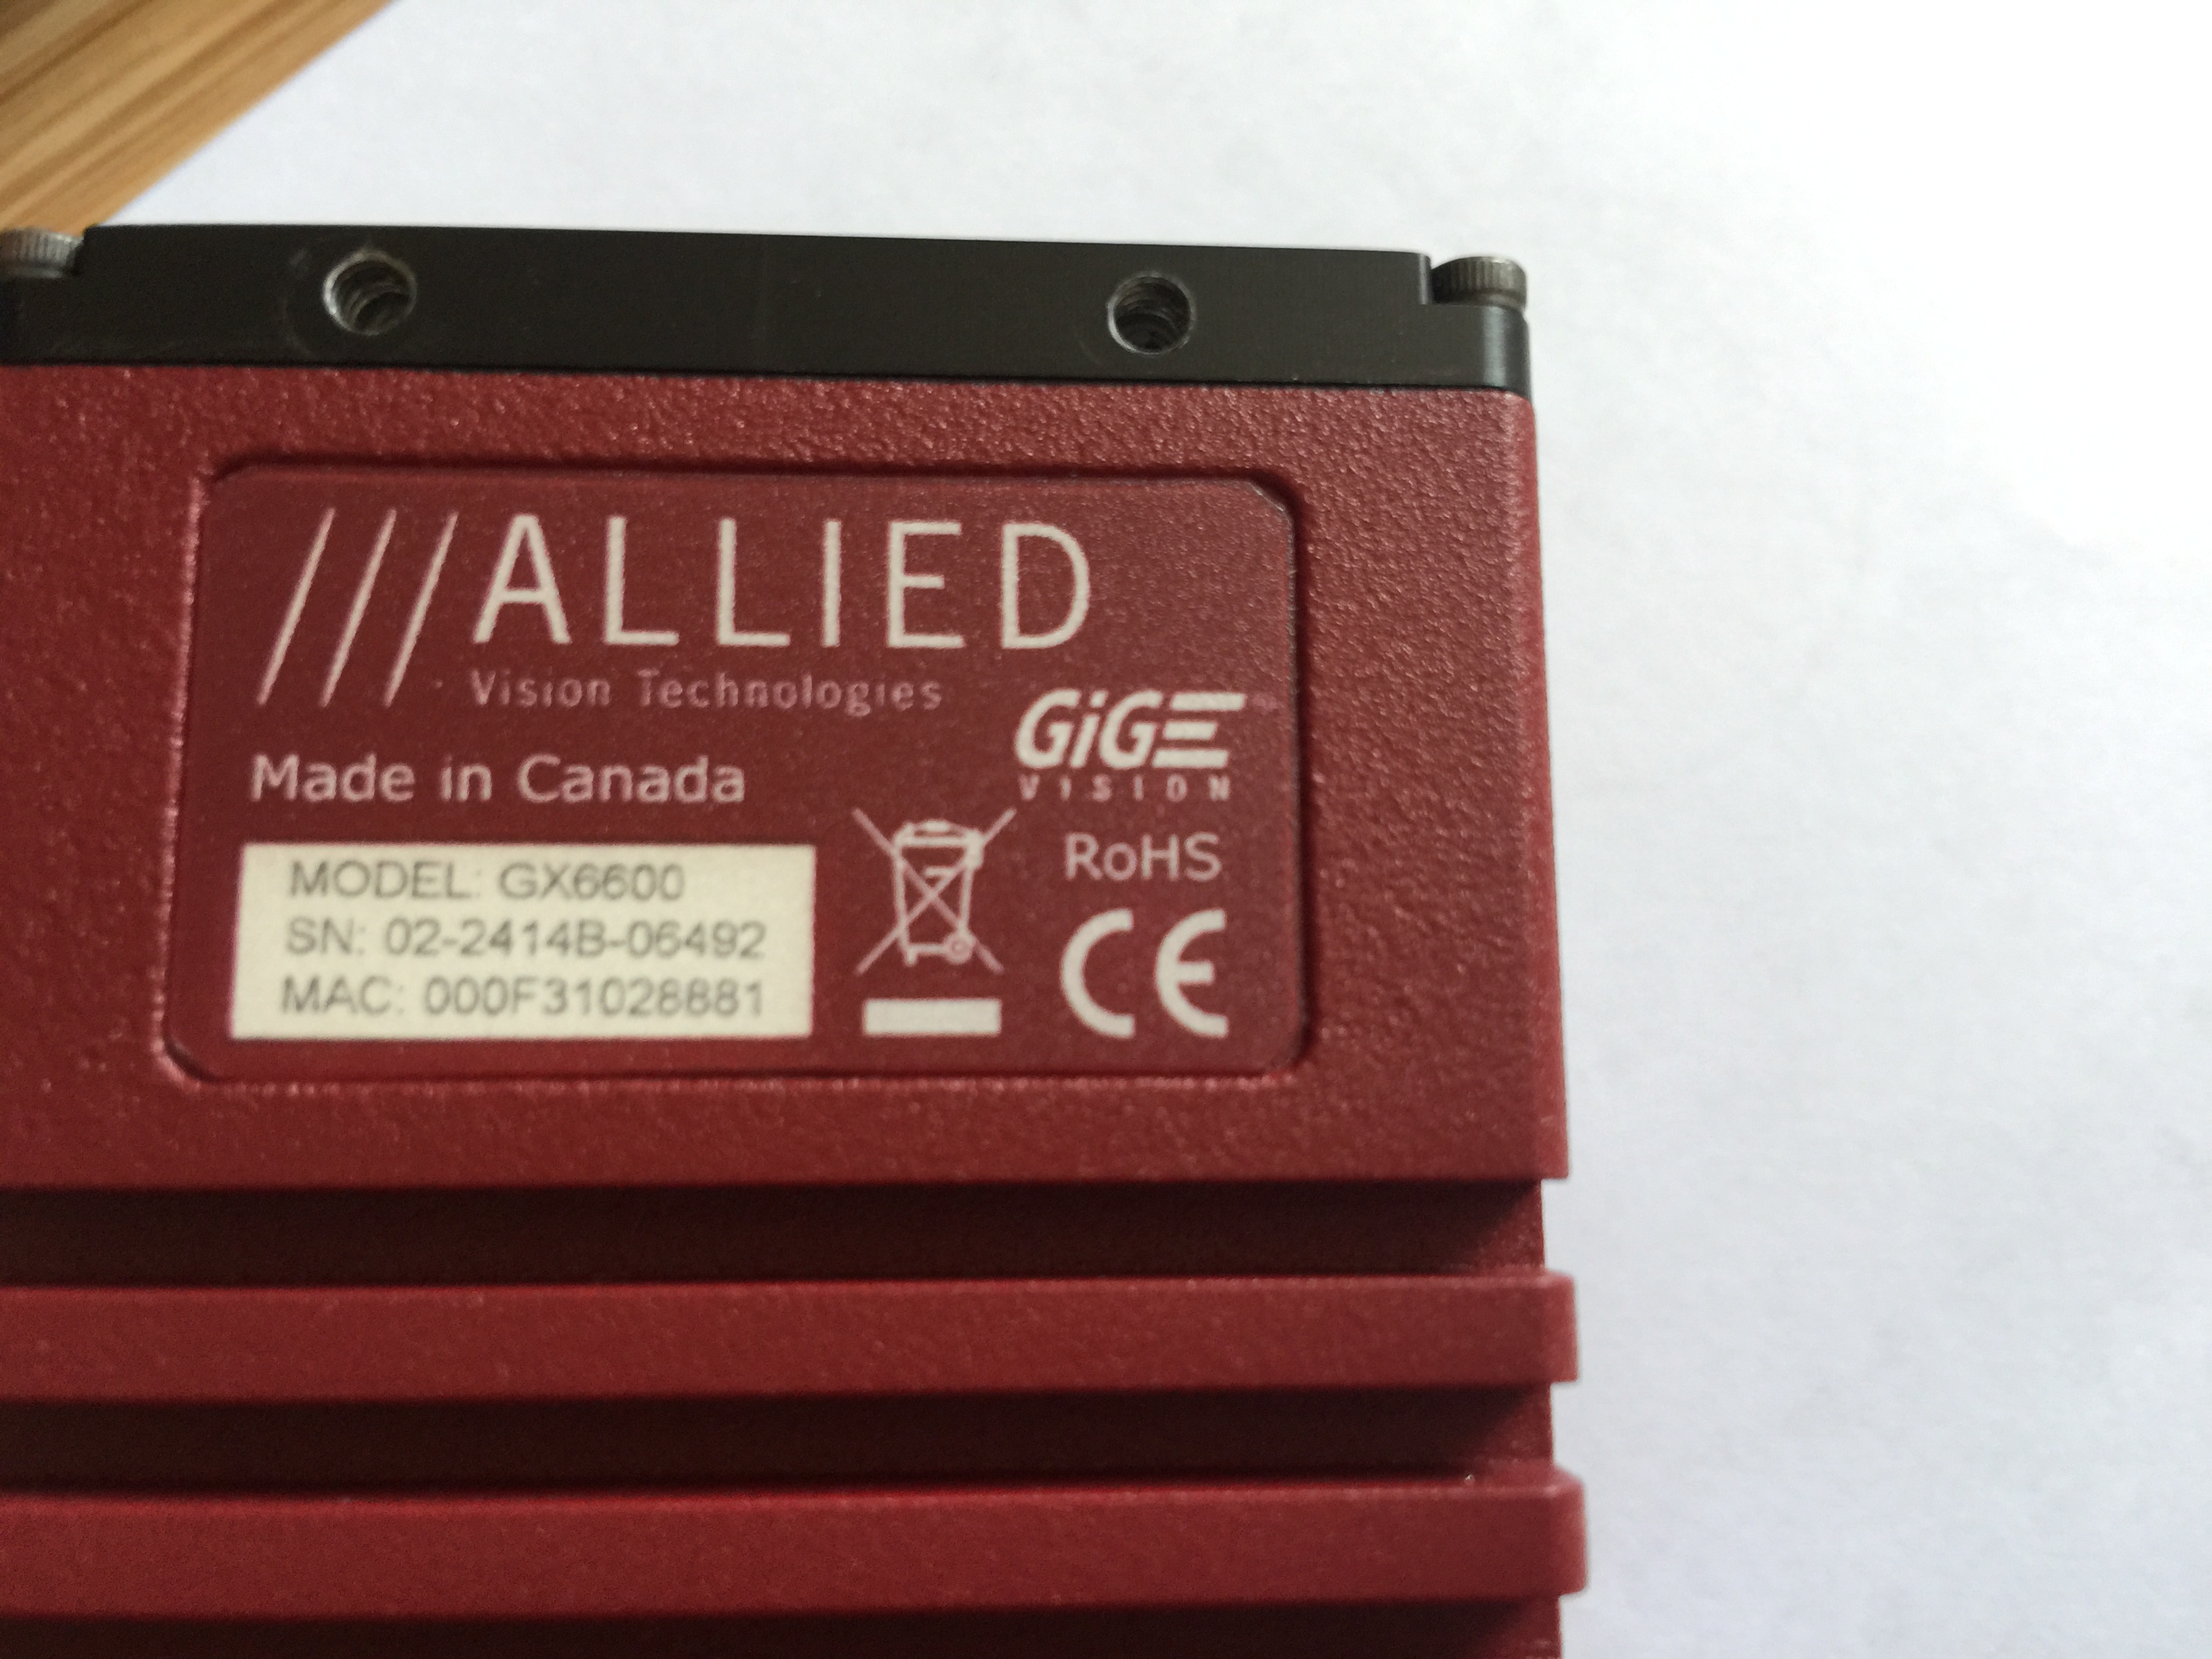 ///ALLIED
Vision Technologies
GiGE
VISION
Made in Canada
MODEL: GX6600
SN: 02-2414B-06492
MAC: 000F31028881
RoHS
CE